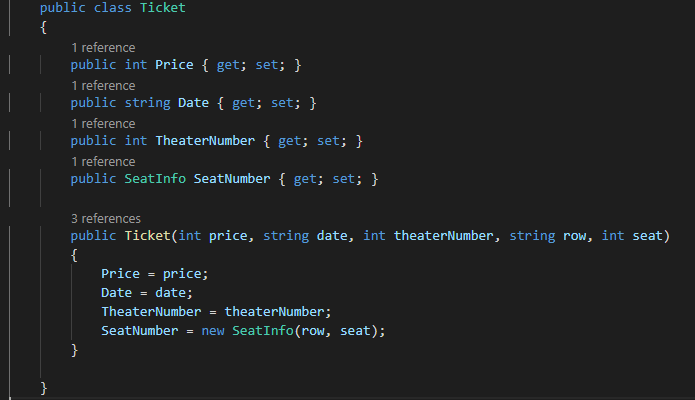 public class Ticket
{
1 reference
public int Price { get; set; }
1 reference
public string Date { get; set; }
1 reference
public int TheaterNumber { get; set; }
1 reference
public SeatInfo SeatNumber { get; set; }
3 references
public Ticket(int price, string date, int theaterNumber, string row, int seat)
{
Price = price;
Date = date;
TheaterNumber = theaterNumber;
SeatNumber = new SeatInfo(row, seat);
}
}